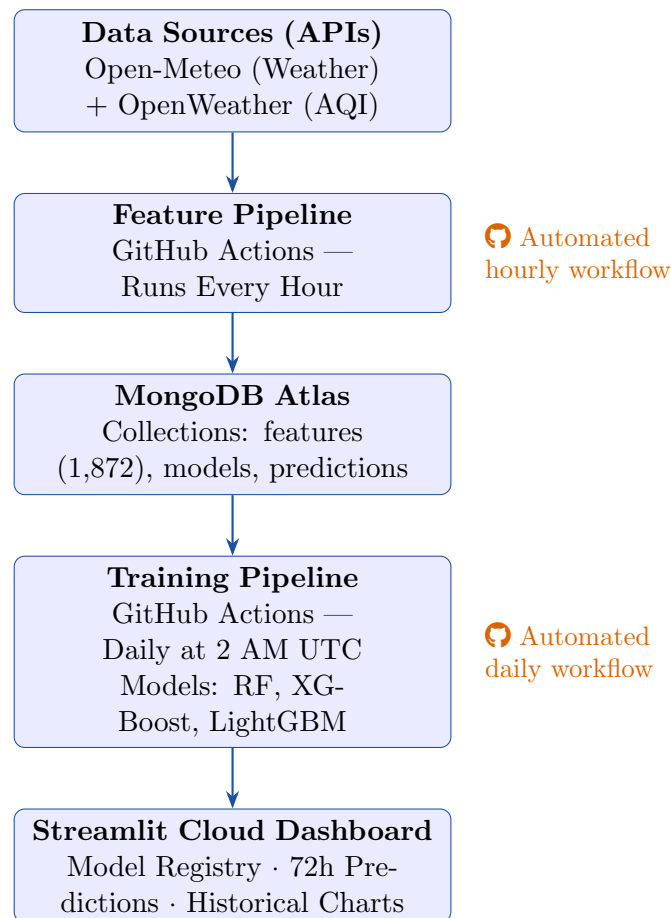 Data Sources (APIs)
Open-Meteo (Weather)
+ OpenWeather (AQI)
Feature Pipeline
GitHub Actions —
Runs Every Hour
Automated
hourly workflow
MongoDB Atlas
Collections: features
(1,872), models, predictions
Training Pipeline
GitHub Actions —
Daily at 2 AM UTC
Models: RF, XG-
Boost, LightGBM
Automated
daily workflow
Streamlit Cloud Dashboard
Model Registry · 72h Pre-
dictions · Historical Charts